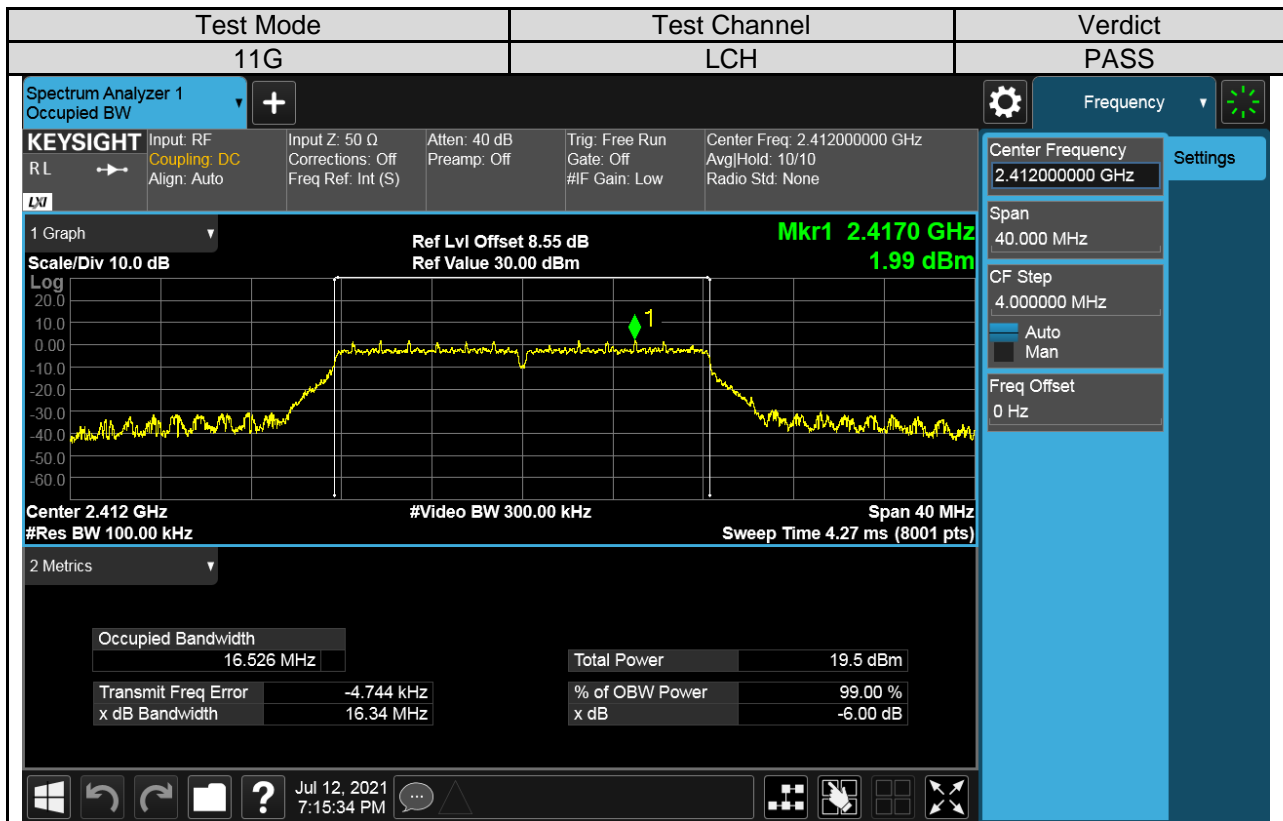 Test Mode Test Channel Verdict
11G LCH PASS
Spectrum Analyzer 1
Occupied BW
Frequency
KEYSIGHT Input: RF Input Z: 50 Ω Atten: 40 dB Trig: Free Run Center Freq: 2.412000000 GHz
RL Coupling: DC Corrections: Off Preamp: Off Gate: Off Avg|Hold: 10/10
Align: Auto Freq Ref: Int (S) #IF Gain: Low Radio Std: None
LXI
Center Frequency
2.412000000 GHz
Settings
Span
40.000 MHz
CF Step
4.000000 MHz
Auto
Man
Freq Offset
0 Hz
1 Graph Ref Lvl Offset 8.55 dB Mkr1 2.4170 GHz
Scale/Div 10.0 dB Ref Value 30.00 dBm 1.99 dBm
Log
20.0
10.0
0.00
-10.0
-20.0
-30.0
-40.0
-50.0
-60.0
1
Center 2.412 GHz #Video BW 300.00 kHz Span 40 MHz
#Res BW 100.00 kHz Sweep Time 4.27 ms (8001 pts)
2 Metrics
Occupied Bandwidth
16.526 MHz Total Power 19.5 dBm
Transmit Freq Error -4.744 kHz % of OBW Power 99.00 %
x dB Bandwidth 16.34 MHz x dB -6.00 dB
? Jul 12, 2021
7:15:34 PM